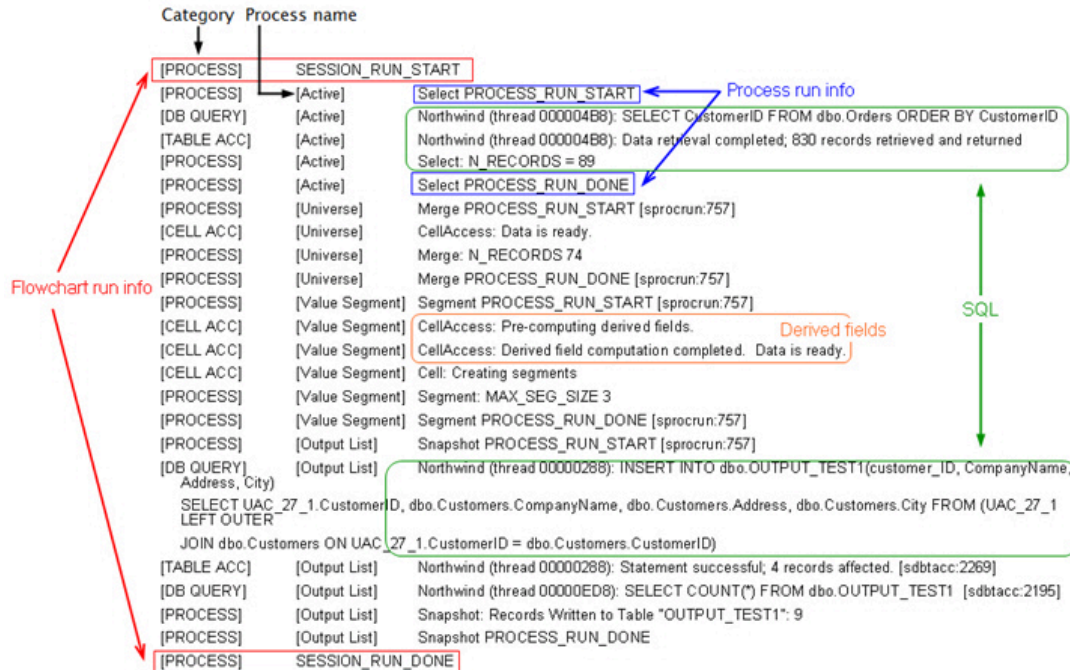 Category Process name
[PROCESS] SESSION_RUN_START
[PROCESS] [Active] Select PROCESS_RUN_START
Process run info
[DB QUERY] [Active] Northwind (thread 000004B8): SELECT CustomerID FROM dbo.Orders ORDER BY CustomerID
[TABLE ACC] [Active] Northwind (thread 000004B8): Data retrieval completed; 830 records retrieved and returned
[PROCESS] [Active] Select: N_RECORDS = 89
[PROCESS] [Active] Select PROCESS_RUN_DONE
[PROCESS] [Universe] Merge PROCESS_RUN_START [sprocrun:757]
[CELL ACC] [Universe] CellAccess: Data is ready.
[PROCESS] [Universe] Merge: N_RECORDS 74
[PROCESS] [Universe] Merge PROCESS_RUN_DONE [sprocrun:757]
Flowchart run info
[PROCESS] [Value Segment] Segment PROCESS_RUN_START [sprocrun:757]
SQL
[CELL ACC] [Value Segment] CellAccess: Pre-computing derived fields.
Derived fields
[CELL ACC] [Value Segment] CellAccess: Derived field computation completed. Data is ready.
[CELL ACC] [Value Segment] Cell: Creating segments
[PROCESS] [Value Segment] Segment: MAX_SEG_SIZE 3
[PROCESS] [Value Segment] Segment PROCESS_RUN_DONE [sprocrun:757]
[PROCESS] [Output List] Snapshot PROCESS_RUN_START [sprocrun:757]
[DB QUERY] [Output List] Northwind (thread 00000288): INSERT INTO dbo.OUTPUT_TEST1(customer_ID, CompanyName,
Address, City)
SELECT UAC_27_1.CustomerID, dbo.Customers.CompanyName, dbo.Customers.Address, dbo.Customers.City FROM (UAC_27_1
LEFT OUTER
JOIN dbo.Customers ON UAC_27_1.CustomerID = dbo.Customers.CustomerID)
[TABLE ACC] [Output List] Northwind (thread 00000288): Statement successful; 4 records affected. [sdbtacc:2269]
[DB QUERY] [Output List] Northwind (thread 00000ED8): SELECT COUNT(*) FROM dbo.OUTPUT_TEST1 [sdbtacc:2195]
[PROCESS] [Output List] Snapshot: Records Written to Table "OUTPUT_TEST1": 9
[PROCESS] [Output List] Snapshot PROCESS_RUN_DONE
[PROCESS] SESSION_RUN_DONE